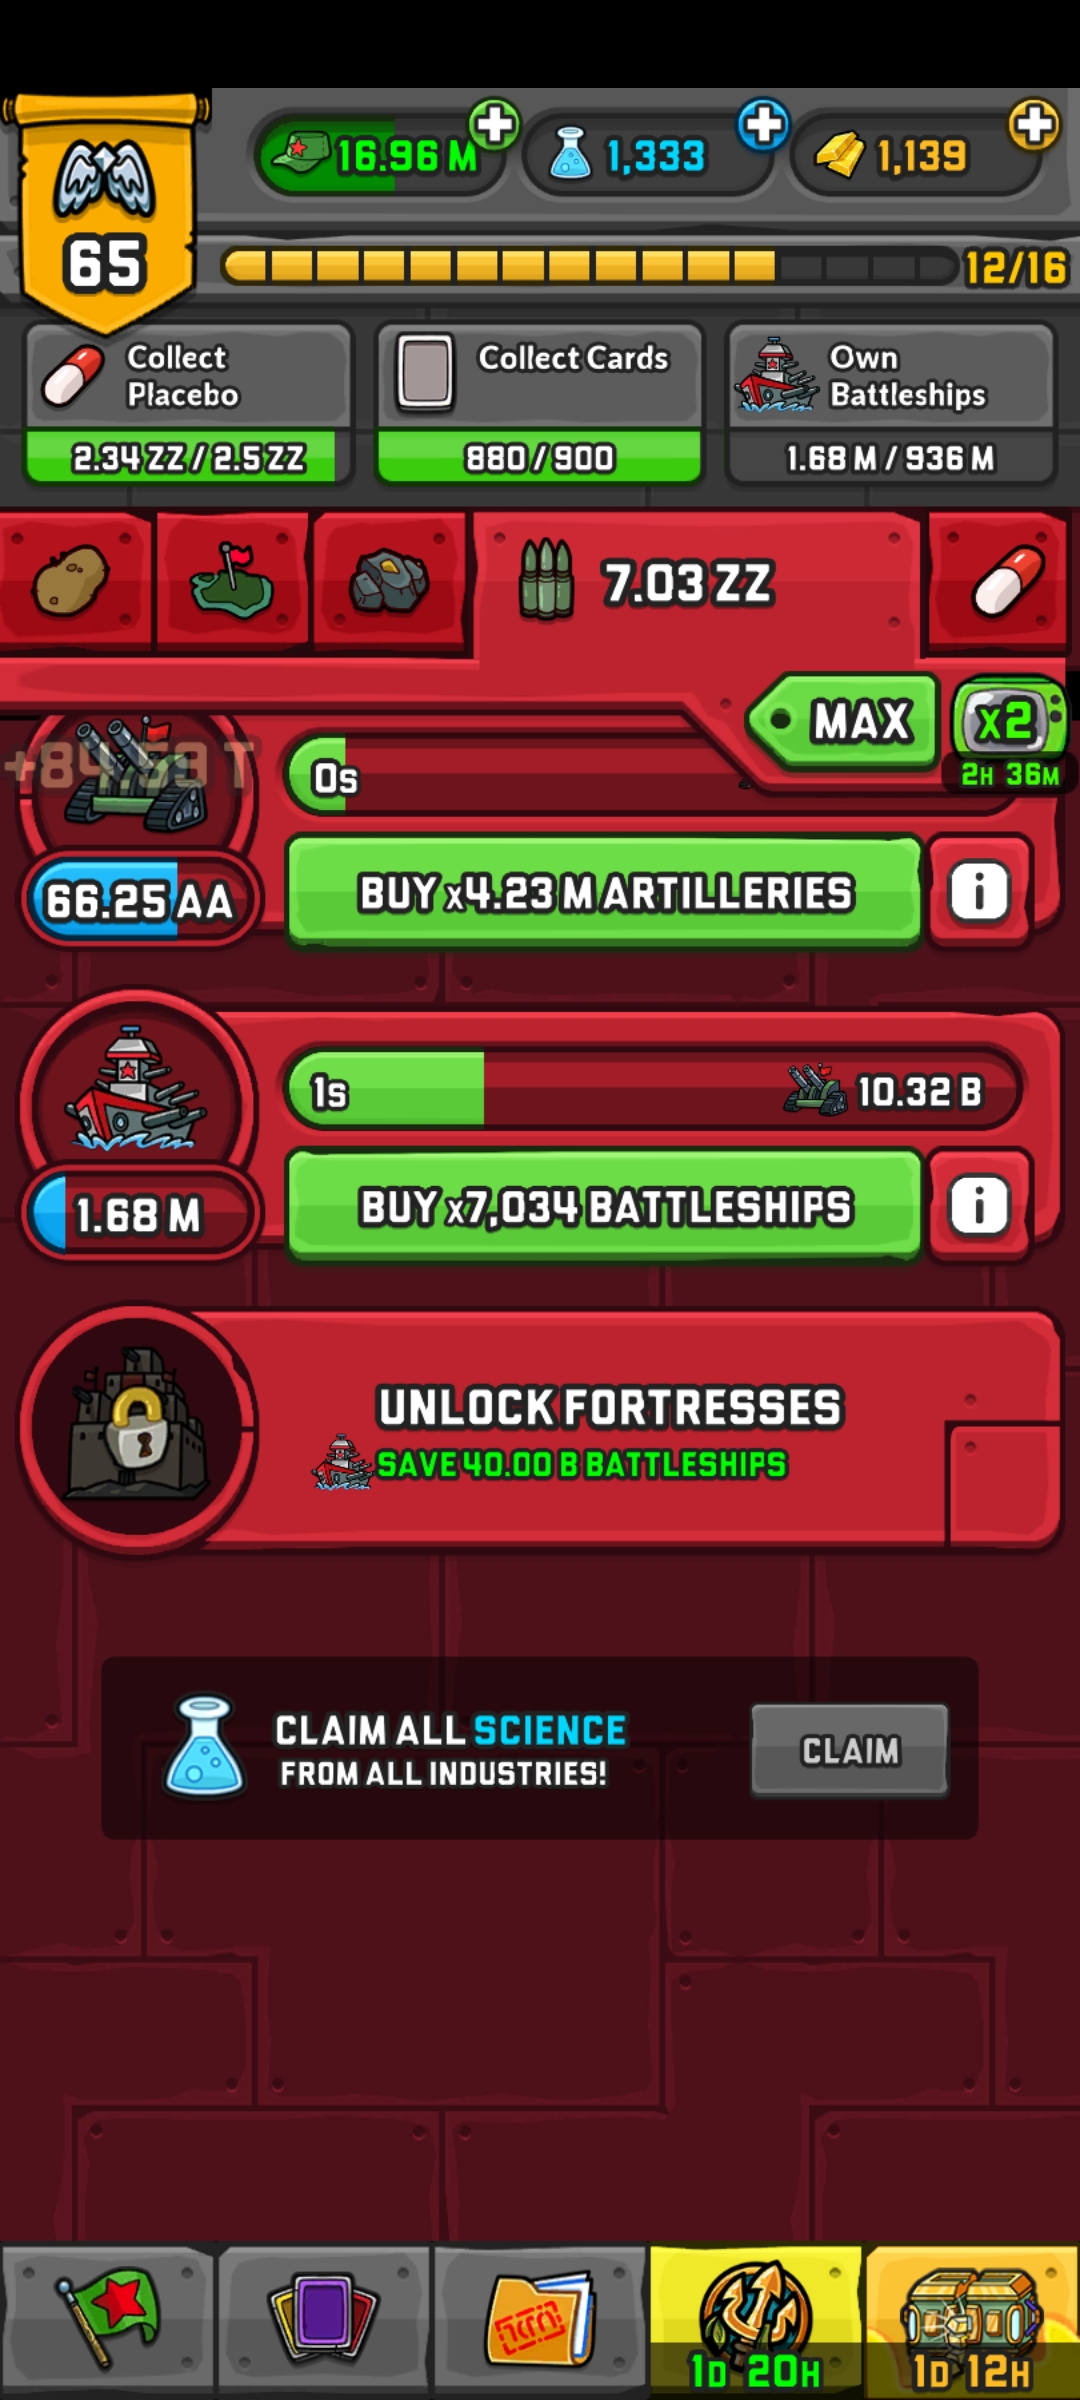 65
16.96 M
1,333
1,139
12/16
Collect
Placebo
2.34 ZZ / 2.5 ZZ
Collect Cards
880 / 900
Own
Battleships
1.68 M / 936 M
7.03 ZZ
MAX
x2
2H 36M
+84.59 T
0s
66.25 AA
BUY x4.23 M ARTILLERIES
i
1s
10.32 B
1.68 M
BUY x7,034 BATTLESHIPS
i
UNLOCK FORTRESSES
SAVE 40.00 B BATTLESHIPS
CLAIM ALL SCIENCE
FROM ALL INDUSTRIES!
CLAIM
1D 20H
1D 12H